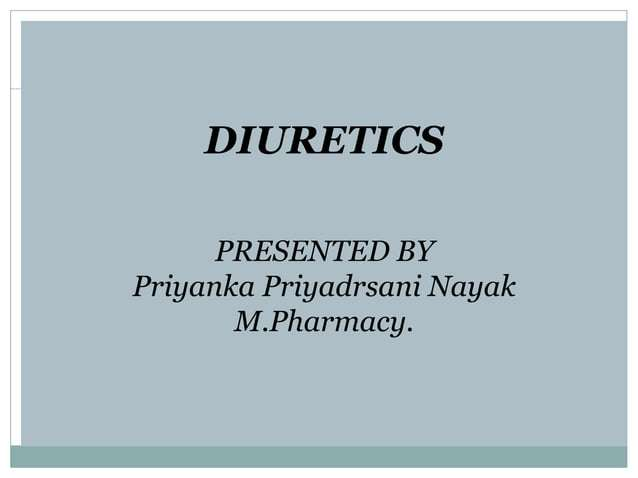 DIURETICS
PRESENTED BY
Priyanka Priyadrsani Nayak
M.Pharmacy.